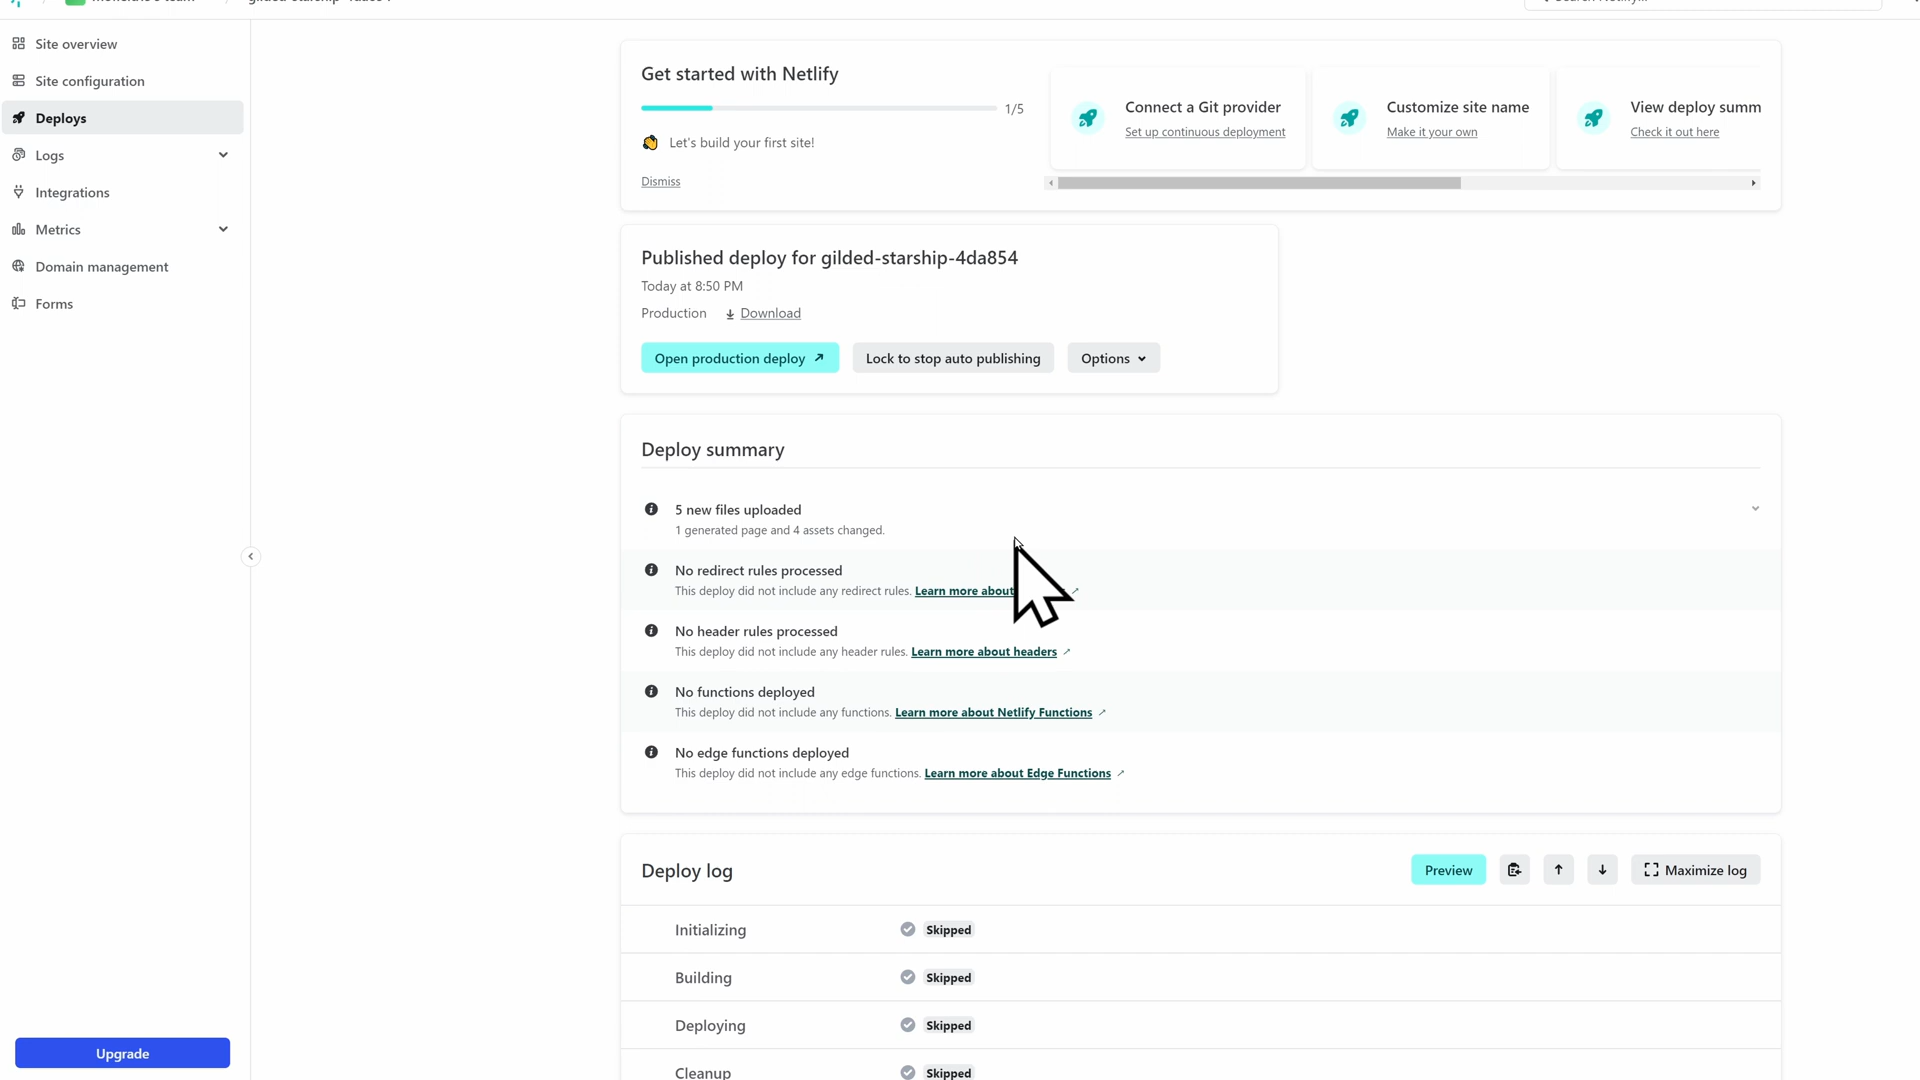 Site overview
Site configuration
Deploys
Logs
Integrations
Metrics
Domain management
Forms
Upgrade
Get started with Netlify
1/5
Let's build your first site!
Dismiss
Connect a Git provider
Set up continuous deployment
Customize site name
Make it your own
View deploy summ
Check it out here
Published deploy for gilded-starship-4da854
Today at 8:50 PM
Production Download
Open production deploy Lock to stop auto publishing Options
Deploy summary
5 new files uploaded
1 generated page and 4 assets changed.
No redirect rules processed
This deploy did not include any redirect rules. Learn more about
No header rules processed
This deploy did not include any header rules. Learn more about headers
No functions deployed
This deploy did not include any functions. Learn more about Netlify Functions
No edge functions deployed
This deploy did not include any edge functions. Learn more about Edge Functions
Deploy log
Preview Maximize log
Initializing Skipped
Building Skipped
Deploying Skipped
Cleanup Skipped